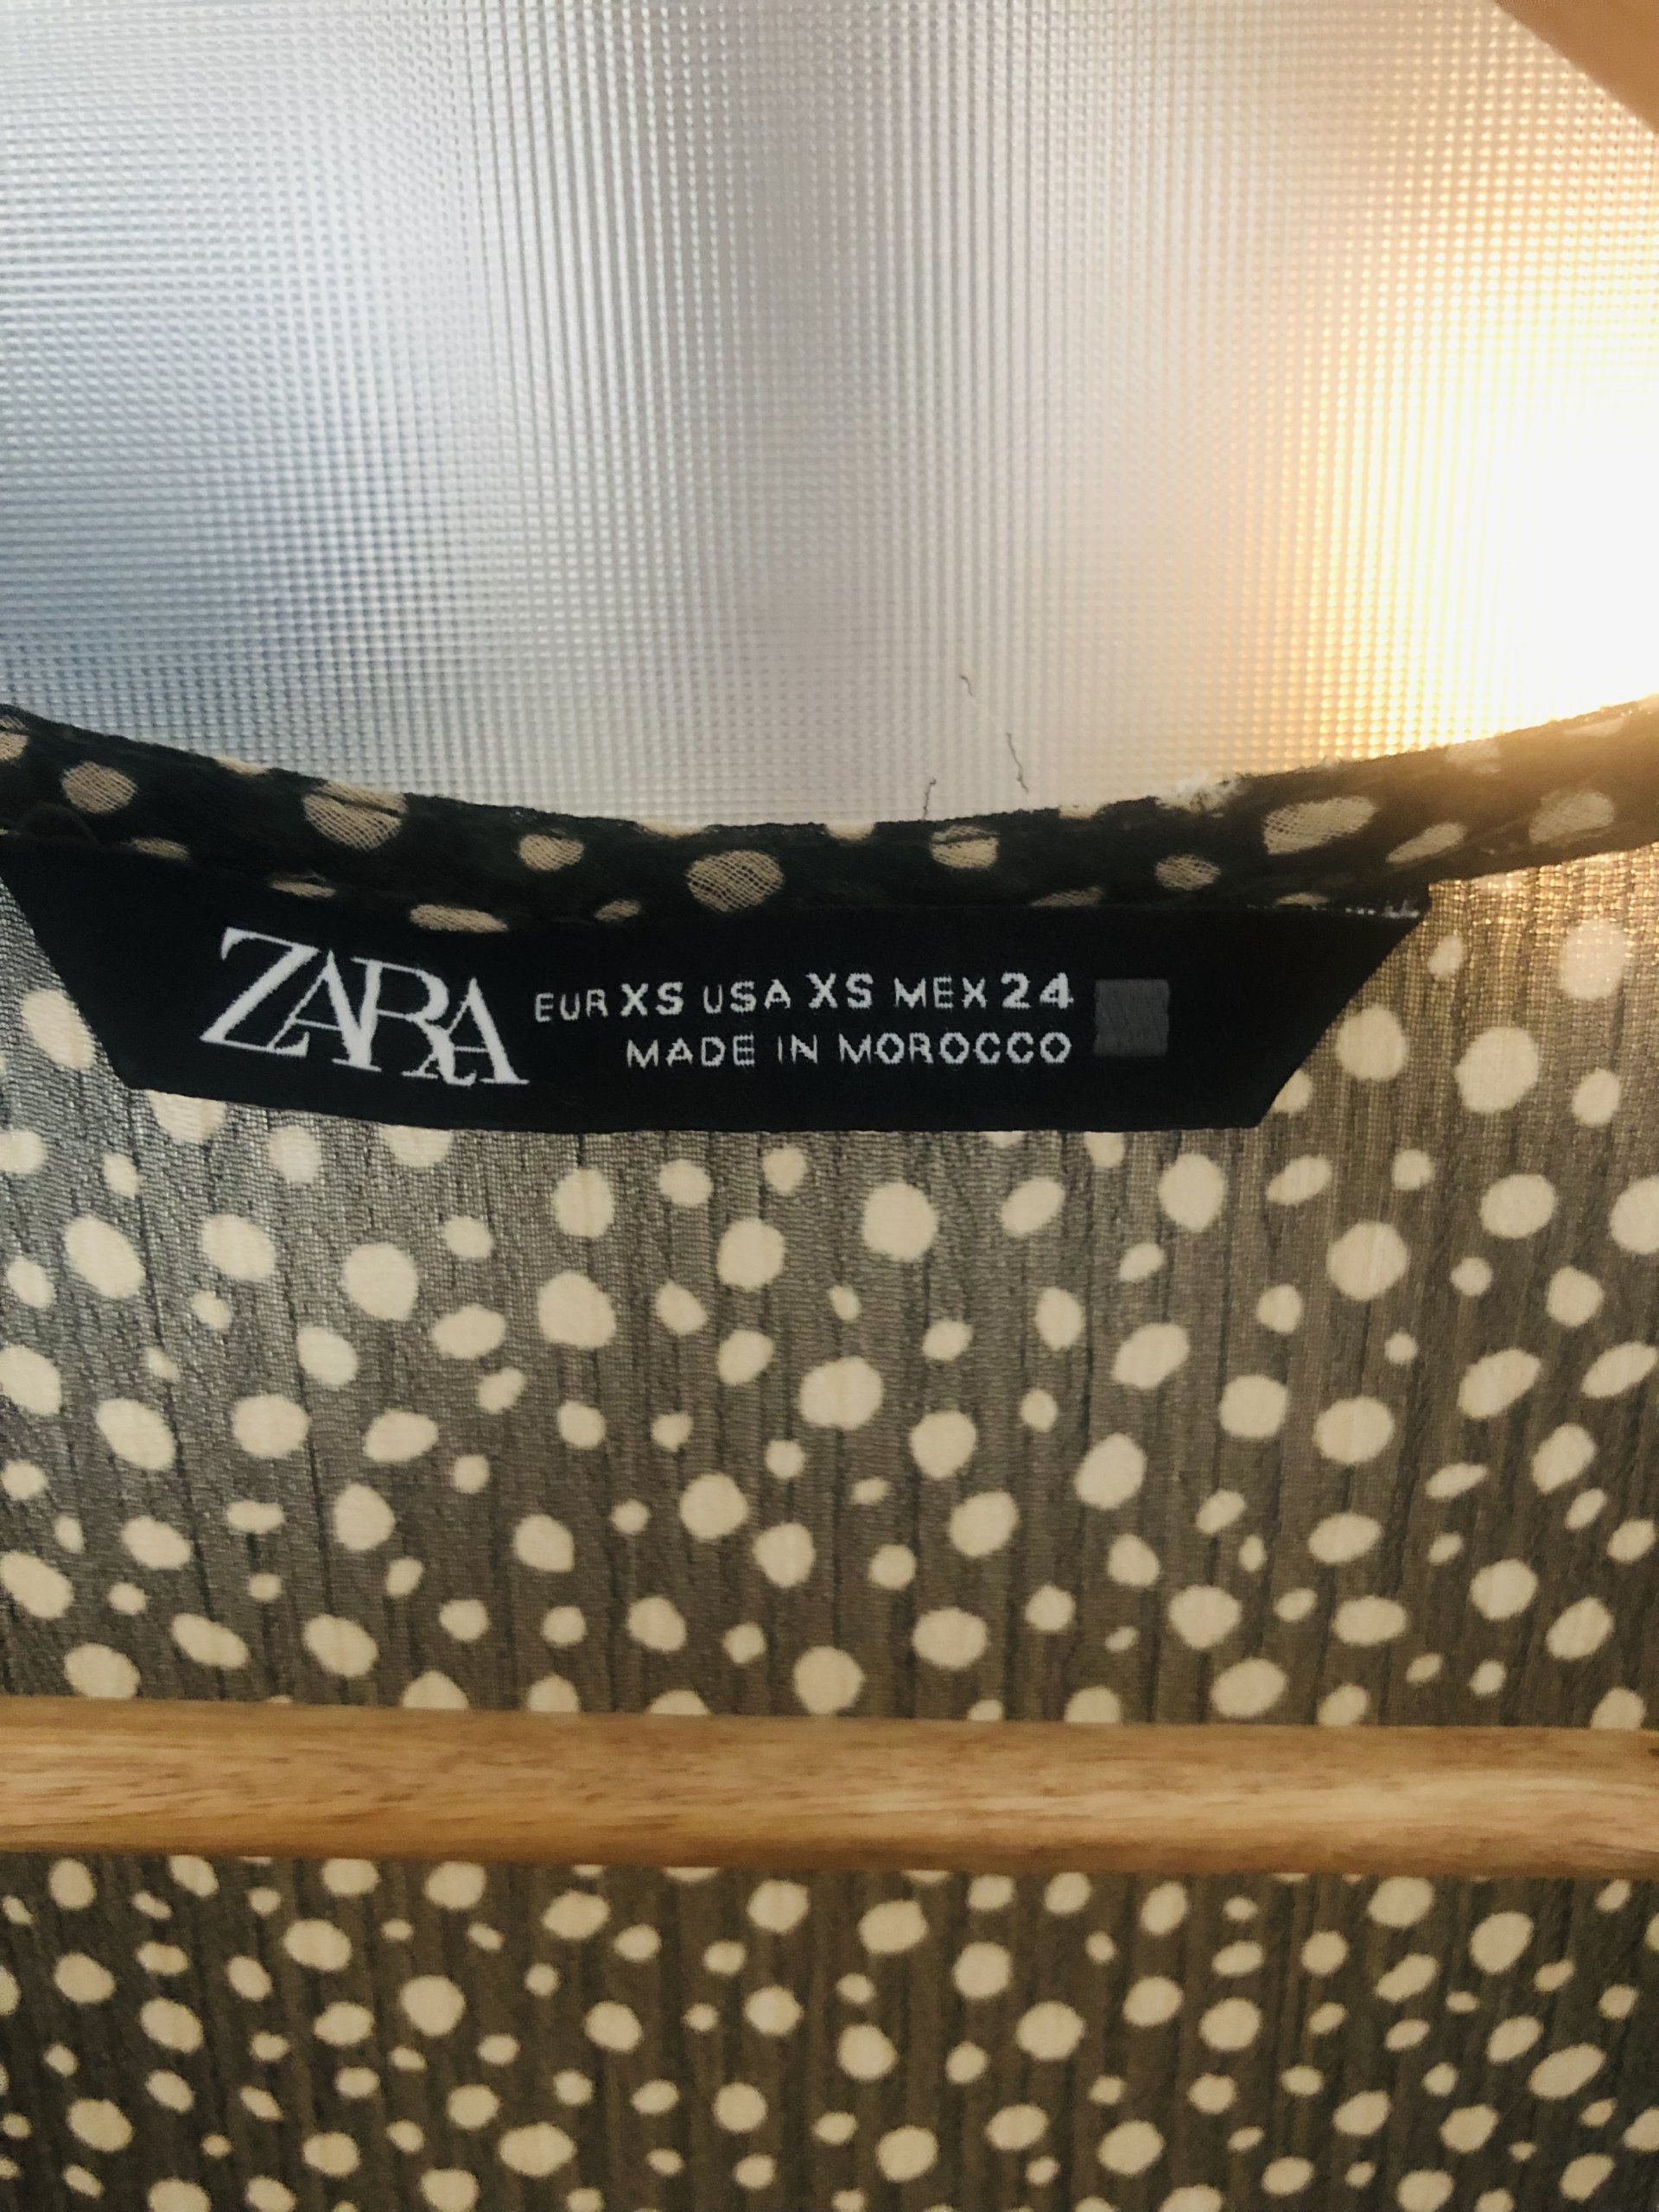 ZARA
EUR XS USA XS MEX 24
MADE IN MOROCCO